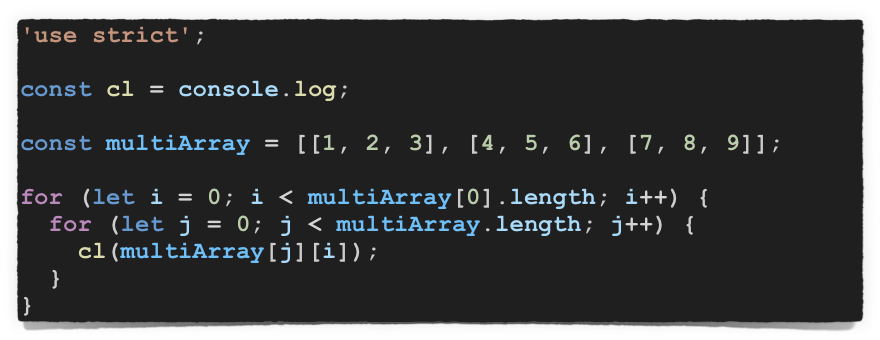 'use strict';
const cl = console.log;
const multiArray = [[1, 2, 3], [4, 5, 6], [7, 8, 9]];
for (let i = 0; i < multiArray[0].length; i++) {
for (let j = 0; j < multiArray.length; j++) {
cl(multiArray[j][i]);
}
}